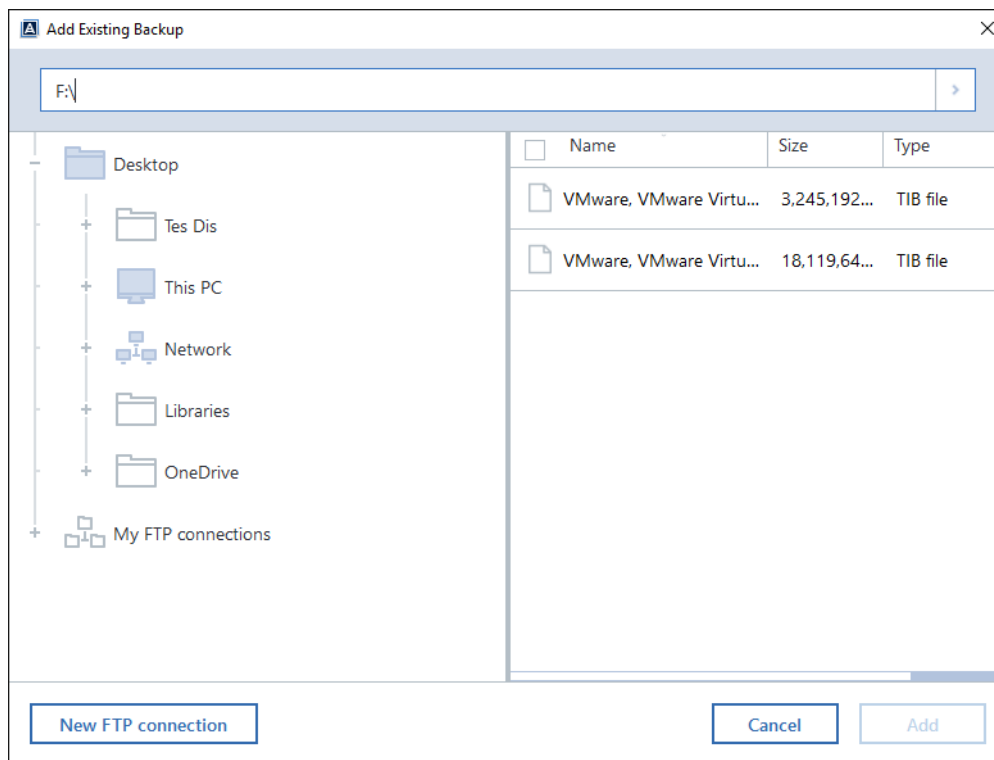 Add Existing Backup
F:\
Desktop
Tes Dis
This PC
Network
Libraries
OneDrive
My FTP connections
Name Size Type
VMware, VMware Virtu... 3,245,192... TIB file
VMware, VMware Virtu... 18,119,64... TIB file
New FTP connection
Cancel
Add